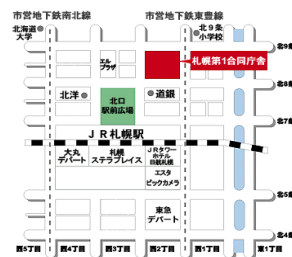 市営地下鉄南北線
市営地下鉄東豊線
北海道
大学
北9条
小学校
北9条
エル
プラザ
札幌第1合同庁舎
北8条
北洋
北口
駅前広場
道銀
北7条
JR札幌駅
大丸
デパート
札幌
ステラプレイス
JRタワー
ホテル
日航札幌
エスタ
ビックカメラ
北5条
東急
デパート
北4条
西5丁目
西4丁目
西3丁目
西2丁目
西1丁目
東1丁目